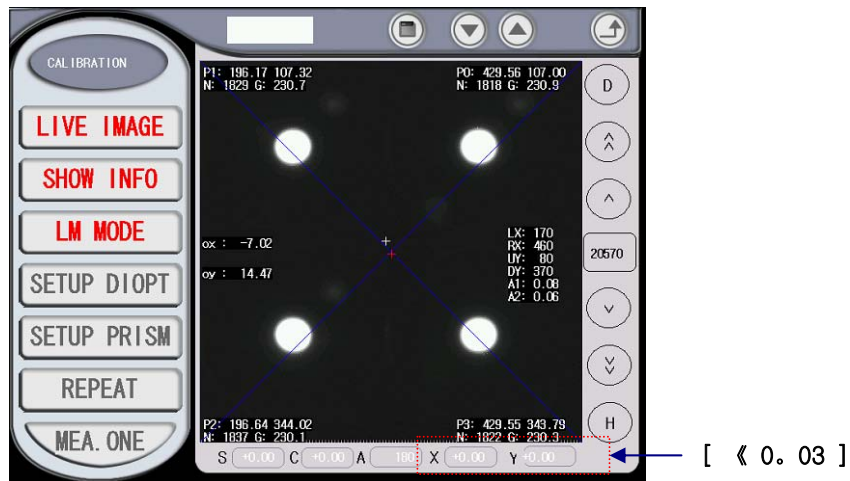 CALIBRATION
LIVE IMAGE
SHOW INFO
LM MODE
SETUP DIOPT
SETUP PRISM
REPEAT
MEA. ONE
P1: 196.17 107.32
N: 1829 G: 230.7
P0: 429.56 107.00
N: 1818 G: 230.9
ox : -7.02
oy : 14.47
LX: 170
RX: 460
UY: 80
DY: 370
A1: 0.08
A2: 0.06
P2: 196.64 344.02
N: 1837 G: 230.1
P3: 429.55 343.79
N: 1822 G: 230.3
S +0.00 C +0.00 A 180 X +0.00 Y +0.00
D
20570
H
[ 《 0。03 ]